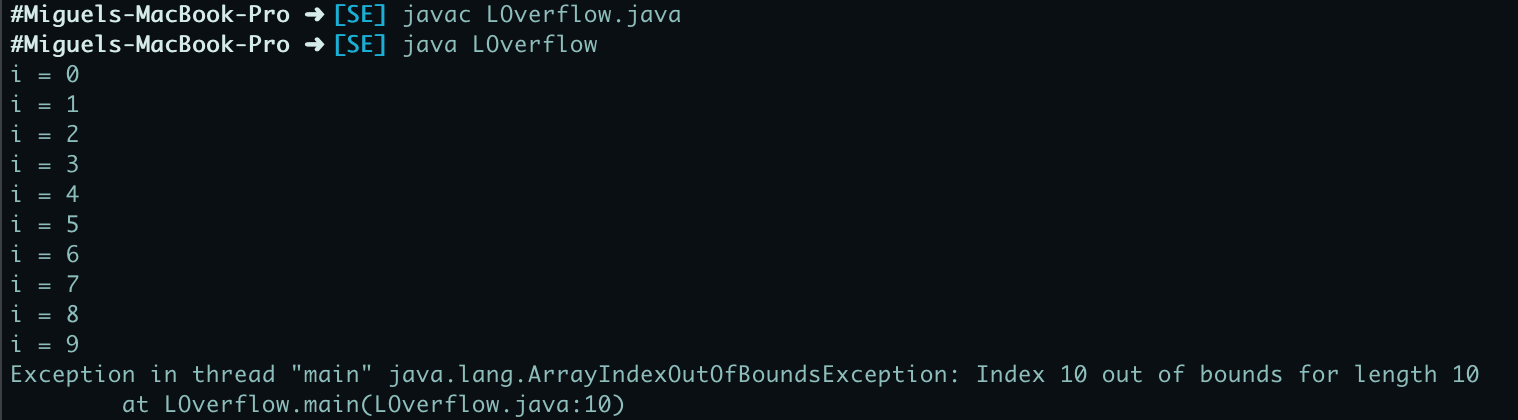 #Miguels-MacBook-Pro ➜ [SE] javac LOverflow.java
#Miguels-MacBook-Pro ➜ [SE] java LOverflow
i = 0
i = 1
i = 2
i = 3
i = 4
i = 5
i = 6
i = 7
i = 8
i = 9
Exception in thread "main" java.lang.ArrayIndexOutOfBoundsException: Index 10 out of bounds for length 10
        at LOverflow.main(LOverflow.java:10)